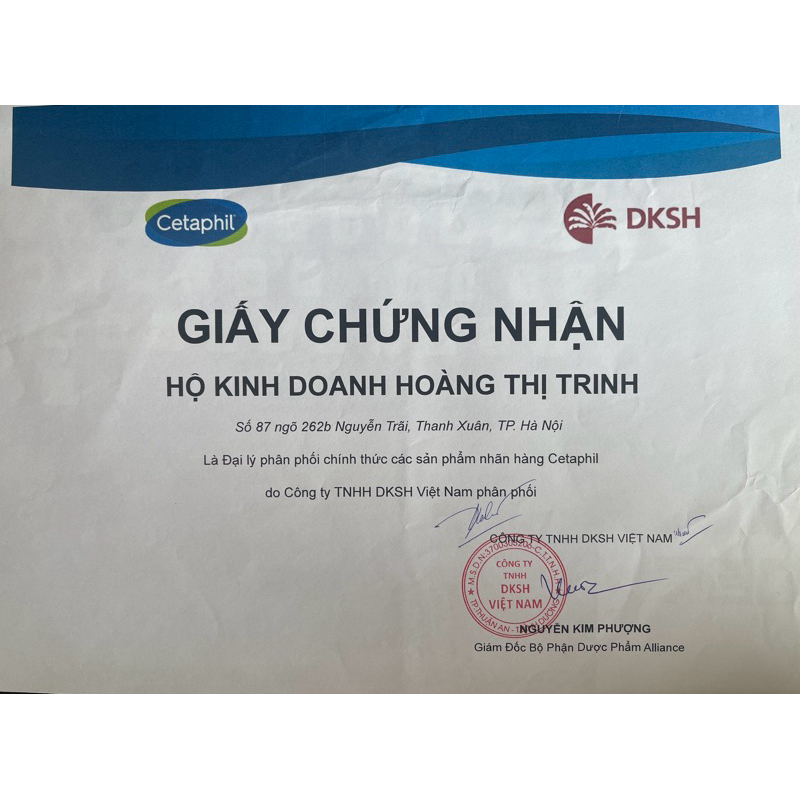 Cetaphil
DKSH
GIẤY CHỨNG NHẬN
HỘ KINH DOANH HOÀNG THỊ TRINH
Số 87 ngõ 262b Nguyễn Trãi, Thanh Xuân, TP. Hà Nội
Là Đại lý phân phối chính thức các sản phẩm nhãn hàng Cetaphil
do Công ty TNHH DKSH Việt Nam phân phối
CÔNG TY TNHH DKSH VIỆT NAM
CÔNG TY
TNHH
DKSH
VIỆT NAM
NGUYỄN KIM PHƯỢNG
Giám Đốc Bộ Phận Dược Phẩm Alliance